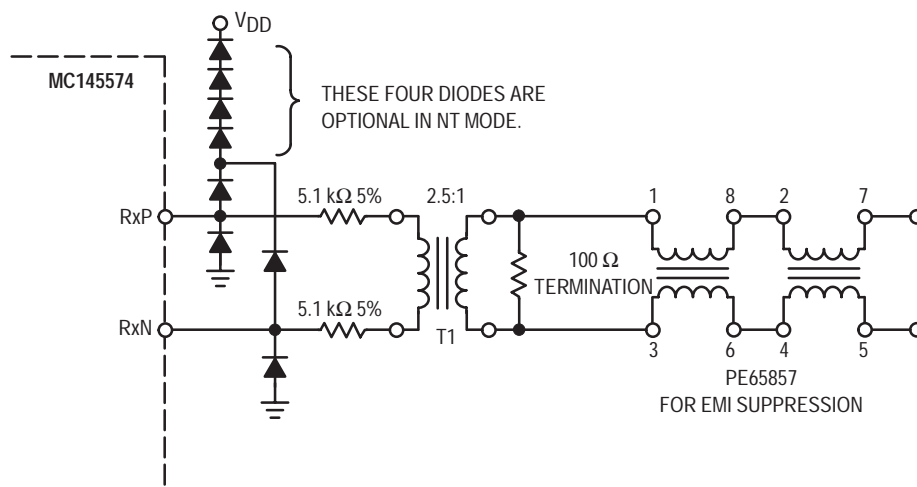 VDD
MC145574
THESE FOUR DIODES ARE
OPTIONAL IN NT MODE.
5.1 kΩ 5%
2.5:1
1
8
2
7
RxP
100 Ω
TERMINATION
5.1 kΩ 5%
RxN
T1
3
6
4
5
PE65857
FOR EMI SUPPRESSION